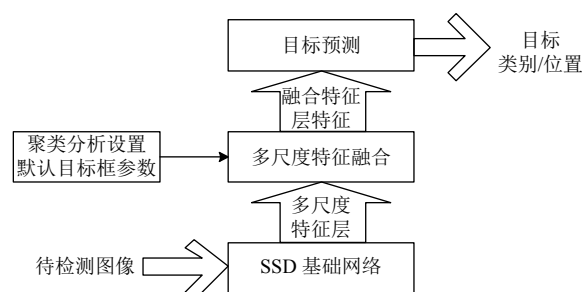 目标预测
目标
类别/位置
融合特征
层特征
聚类分析设置
默认目标框参数
多尺度特征融合
多尺度
特征层
待检测图像
SSD 基础网络